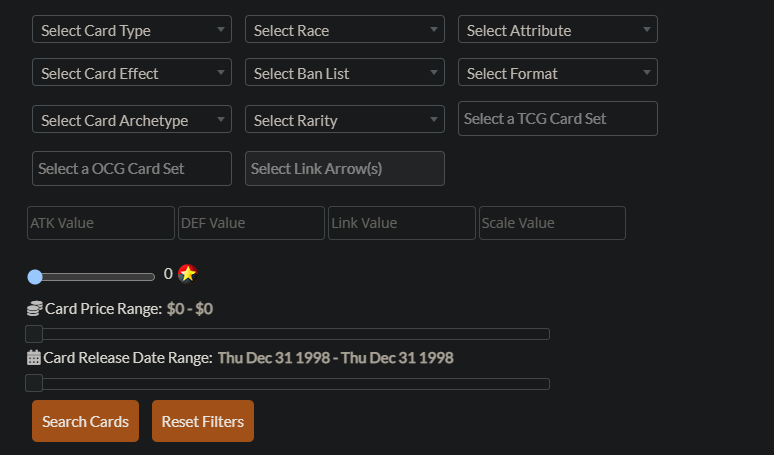 Select Card Type Select Race Select Attribute
Select Card Effect Select Ban List Select Format
Select Card Archetype Select Rarity Select a TCG Card Set
Select a OCG Card Set Select Link Arrow(s)
ATK Value DEF Value Link Value Scale Value
0
Card Price Range: $0 - $0
Card Release Date Range: Thu Dec 31 1998 - Thu Dec 31 1998
Search Cards Reset Filters